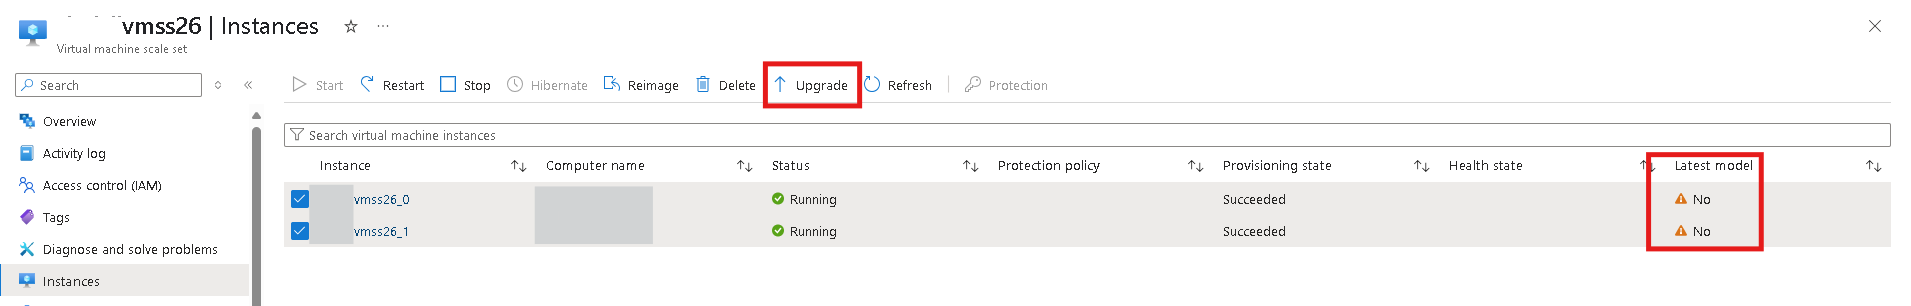 vmss26 | Instances
Virtual machine scale set
Search
Start Restart Stop Hibernate Reimage Delete Upgrade Refresh Protection
Overview
Activity log
Access control (IAM)
Tags
Diagnose and solve problems
Instances
Search virtual machine instances
Instance Computer name Status Protection policy Provisioning state Health state Latest model
vmss26_0 Running Succeeded No
vmss26_1 Running Succeeded No